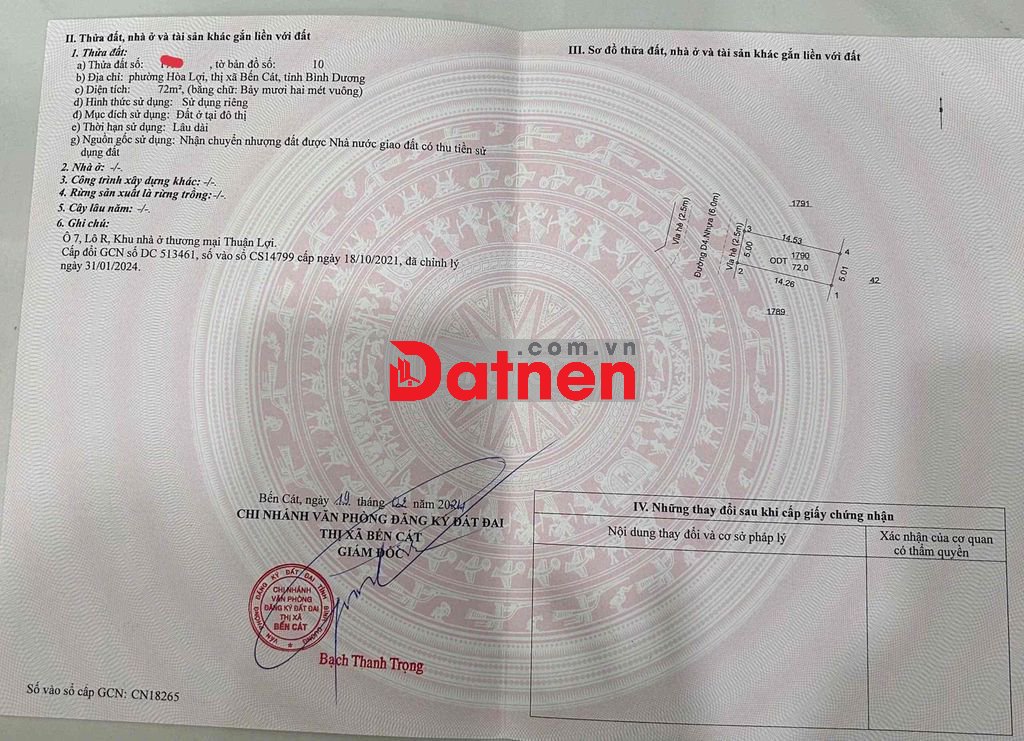 II. Thửa đất, nhà ở và tài sản khác gắn liền với đất
1. Thửa đất:
a) Thửa đất số: , tờ bản đồ số: 10
b) Địa chỉ: phường Hòa Lợi, thị xã Bến Cát, tỉnh Bình Dương
c) Diện tích: 72m², (bằng chữ: Bảy mươi hai mét vuông)
d) Hình thức sử dụng: Sử dụng riêng
đ) Mục đích sử dụng: Đất ở tại đô thị
e) Thời hạn sử dụng: Lâu dài
g) Nguồn gốc sử dụng: Nhận chuyển nhượng đất được Nhà nước giao đất có thu tiền sử
dụng đất
2. Nhà ở: -/-.
3. Công trình xây dựng khác: -/-.
4. Rừng sản xuất là rừng trồng: -/-.
5. Cây lâu năm: -/-.
6. Ghi chú:
Ô 7, Lô R, Khu nhà ở thương mại Thuận Lợi.
Cấp đổi GCN số DC 513461, số vào sổ CS14799 cấp ngày 18/10/2021, đã chỉnh lý
ngày 31/01/2024.
Bến Cát, ngày 19 tháng 02 năm 2024
CHI NHÁNH VĂN PHÒNG ĐĂNG KÝ ĐẤT ĐAI
THỊ XÃ BẾN CÁT
GIÁM ĐỐC
VĂN PHÒNG ĐĂNG KÝ ĐẤT ĐAI TỈNH BÌNH DƯƠNG
CHI NHÁNH
VĂN PHÒNG
ĐĂNG KÝ ĐẤT ĐAI
THỊ XÃ
BẾN CÁT
Bạch Thanh Trọng
Số vào sổ cấp GCN: CN18265
III. Sơ đồ thửa đất, nhà ở và tài sản khác gắn liền với đất
1791
Vỉa hè (2.5m)
Đường D4.Nhựa (6.0m)
Vỉa hè (2.5m)
3
14.53
4
5.00
ODT
1790
72,0
5.01
42
2
14.26
1
1789
.com.vn
Datnen
IV. Những thay đổi sau khi cấp giấy chứng nhận
Nội dung thay đổi và cơ sở pháp lý
Xác nhận của cơ quan
có thẩm quyền